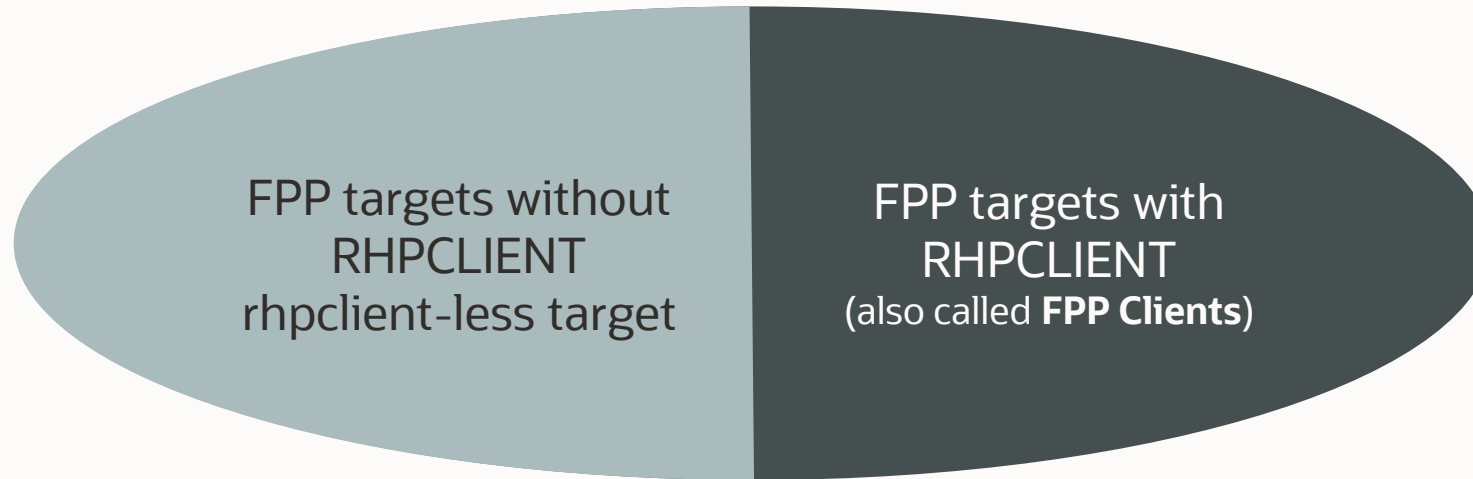 FPP targets without
RHPCLIENT
rhpclient-less target
FPP targets with
RHPCLIENT
(also called FPP Clients)